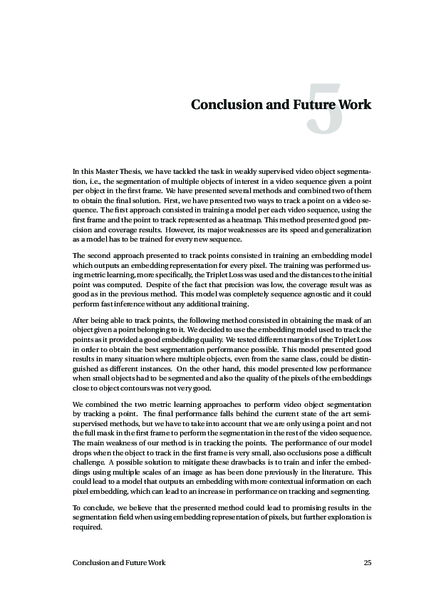 5
Conclusion and Future Work
In this Master Thesis, we have tackled the task in weakly supervised video object segmenta-
tion, i.e., the segmentation of multiple objects of interest in a video sequence given a point
per object in the first frame. We have presented several methods and combined two of them
to obtain the final solution. First, we have presented two ways to track a point on a video se-
quence. The first approach consisted in training a model per each video sequence, using the
first frame and the point to track represented as a heatmap. This method presented good pre-
cision and coverage results. However, its major weaknesses are its speed and generalization
as a model has to be trained for every new sequence.
The second approach presented to track points consisted in training an embedding model
which outputs an embedding representation for every pixel. The training was performed us-
ing metric learning, more specifically, the Triplet Loss was used and the distances to the initial
point was computed. Despite of the fact that precision was low, the coverage result was as
good as in the previous method. This model was completely sequence agnostic and it could
perform fast inference without any additional training.
After being able to track points, the following method consisted in obtaining the mask of an
object given a point belonging to it. We decided to use the embedding model used to track the
points as it provided a good embedding quality. We tested different margins of the Triplet Loss
in order to obtain the best segmentation performance possible. This model presented good
results in many situation where multiple objects, even from the same class, could be distin-
guished as different instances. On the other hand, this model presented low performance
when small objects had to be segmented and also the quality of the pixels of the embeddings
close to object contours was not very good.
We combined the two metric learning approaches to perform video object segmentation
by tracking a point. The final performance falls behind the current state of the art semi-
supervised methods, but we have to take into account that we are only using a point and not
the full mask in the first frame to perform the segmentation in the rest of the video sequence.
The main weakness of our method is in tracking the points. The performance of our model
drops when the object to track in the first frame is very small, also occlusions pose a difficult
challenge. A possible solution to mitigate these drawbacks is to train and infer the embed-
dings using multiple scales of an image as has been done previously in the literature. This
could lead to a model that outputs an embedding with more contextual information on each
pixel embedding, which can lead to an increase in performance on tracking and segmenting.
To conclude, we believe that the presented method could lead to promising results in the
segmentation field when using embedding representation of pixels, but further exploration is
required.
Conclusion and Future Work 25